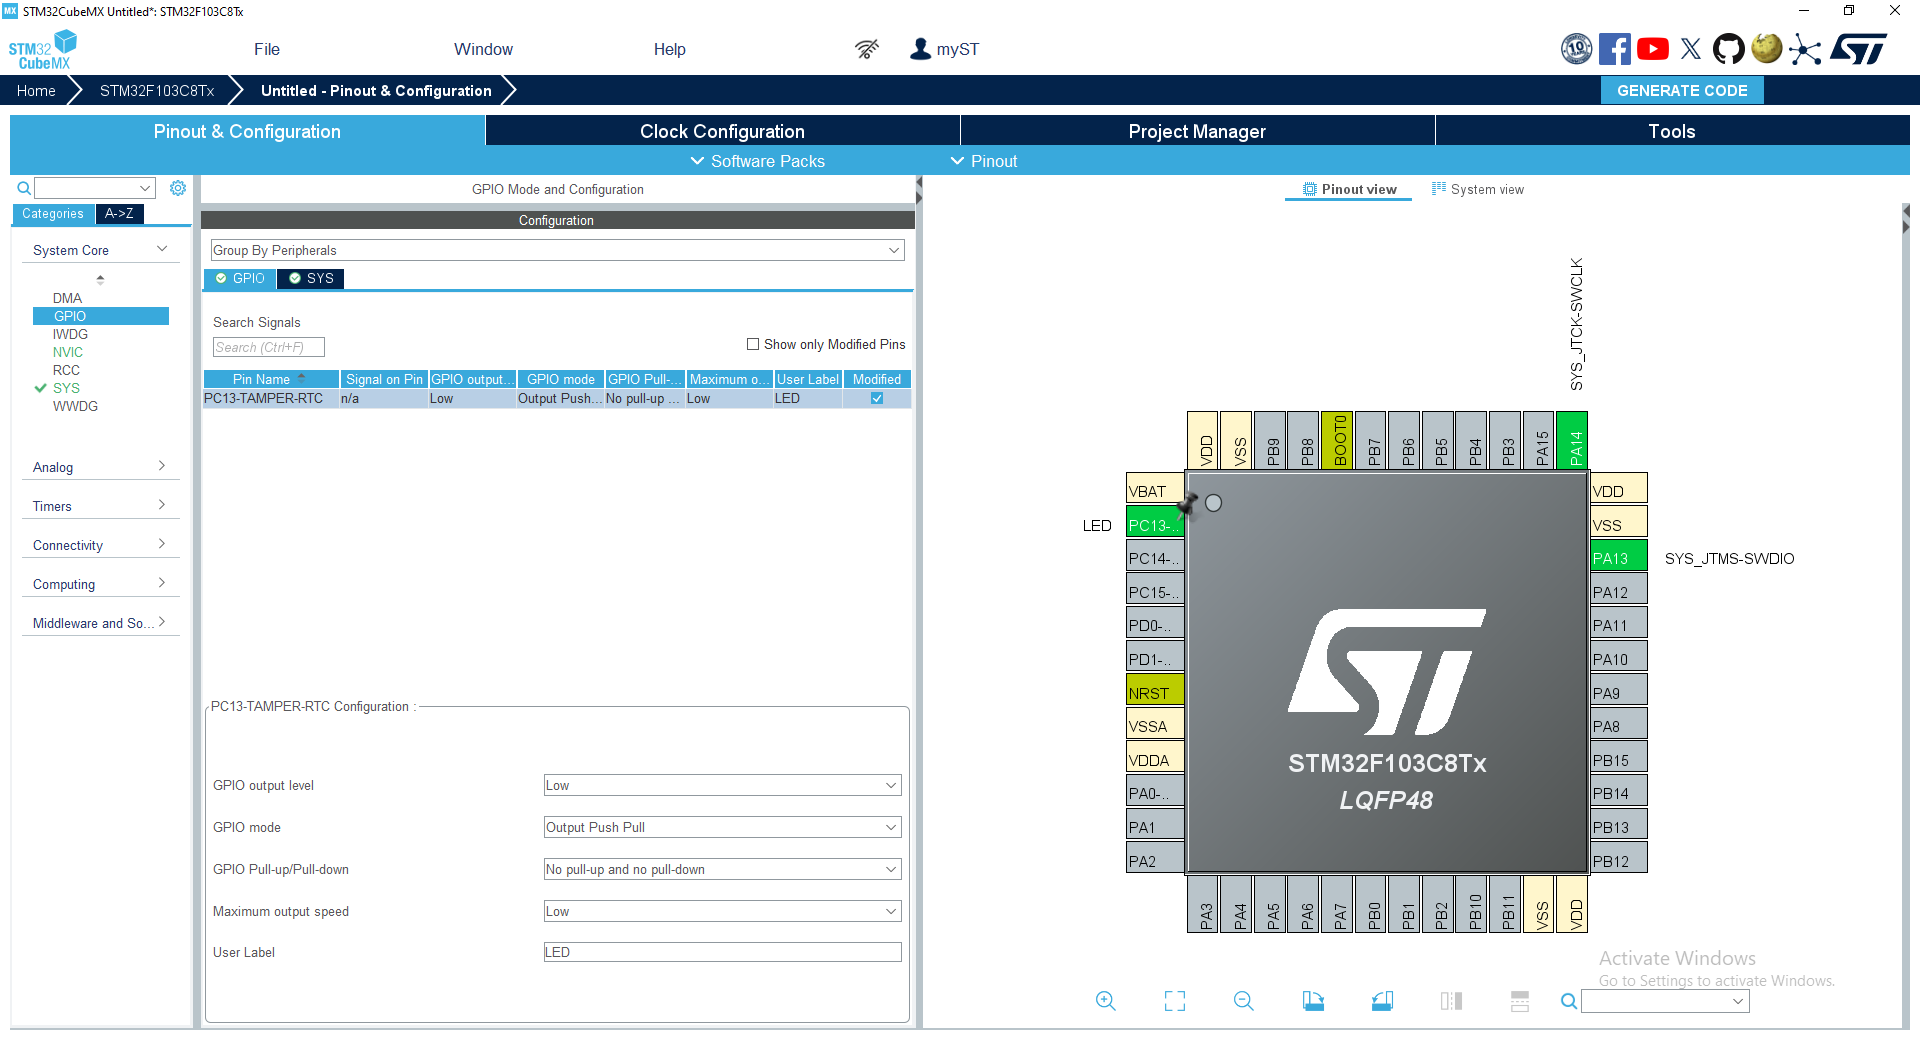 MX STM32CubeMX Untitled*: STM32F103C8Tx
STM32 CubeMX
File Window Help myST
10
ST
Home STM32F103C8Tx Untitled - Pinout & Configuration GENERATE CODE
Pinout & Configuration Clock Configuration Project Manager Tools
Software Packs Pinout
Categories A->Z
System Core
DMA
GPIO
IWDG
NVIC
RCC
SYS
WWDG
Analog
Timers
Connectivity
Computing
Middleware and So...
GPIO Mode and Configuration
Configuration
Group By Peripherals
GPIO SYS
Search Signals
Search (Ctrl+F)
Show only Modified Pins
Pin Name Signal on Pin GPIO output... GPIO mode GPIO Pull-... Maximum o... User Label Modified
PC13-TAMPER-RTC n/a Low Output Push... No pull-up ... Low LED
PC13-TAMPER-RTC Configuration :
GPIO output level Low
GPIO mode Output Push Pull
GPIO Pull-up/Pull-down No pull-up and no pull-down
Maximum output speed Low
User Label LED
Pinout view System view
SYS_JTCK-SWCLK
VDD VSS PB9 PB8 BOOT0 PB7 PB6 PB5 PB4 PB3 PA15 PA14
VBAT
LED PC13-..
PC14-..
PC15-..
PD0-..
PD1-..
NRST
VSSA
VDDA
PA0-..
PA1
PA2
ST
STM32F103C8Tx
LQFP48
VDD
VSS
PA13 SYS_JTMS-SWDIO
PA12
PA11
PA10
PA9
PA8
PB15
PB14
PB13
PB12
PA3 PA4 PA5 PA6 PA7 PB0 PB1 PB2 PB10 PB11 VSS VDD
Activate Windows
Go to Settings to activate Windows.